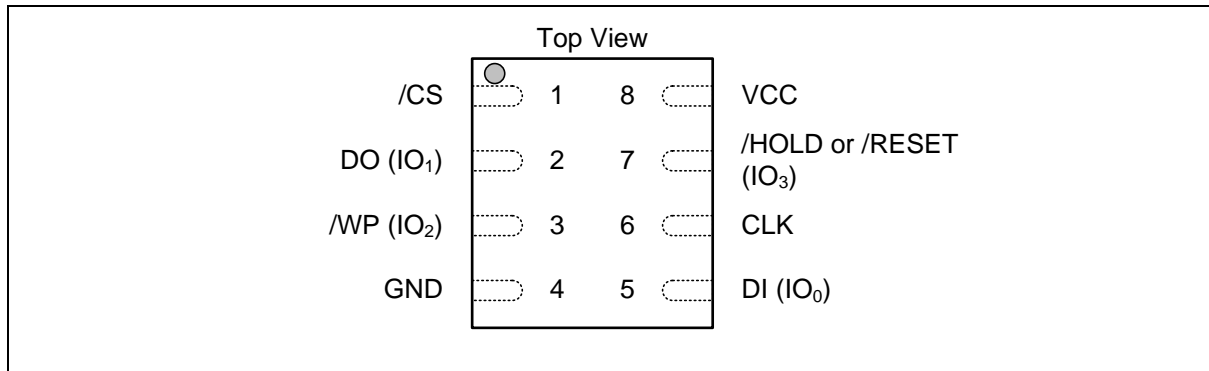 Top View
/CS 1 8 VCC
DO (IO₁) 2 7 /HOLD or /RESET
(IO₃)
/WP (IO₂) 3 6 CLK
GND 4 5 DI (IO₀)